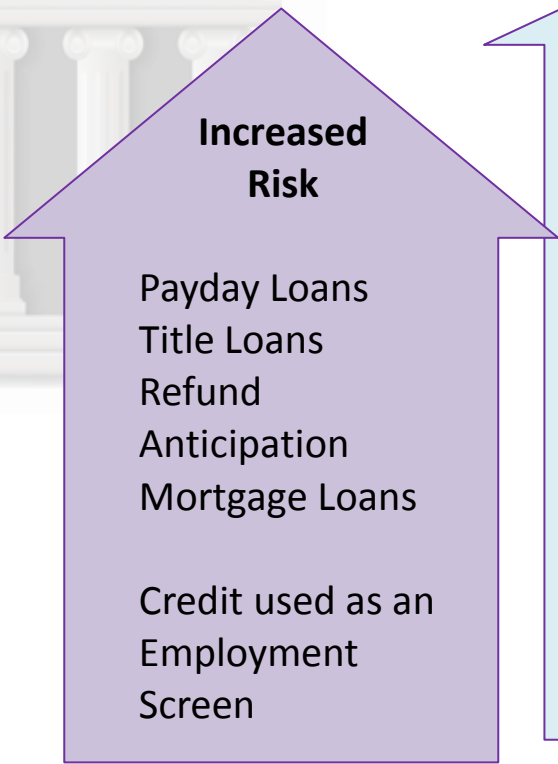 Increased
Risk
Payday Loans
Title Loans
Refund
Anticipation
Mortgage Loans
Credit used as an
Employment
Screen